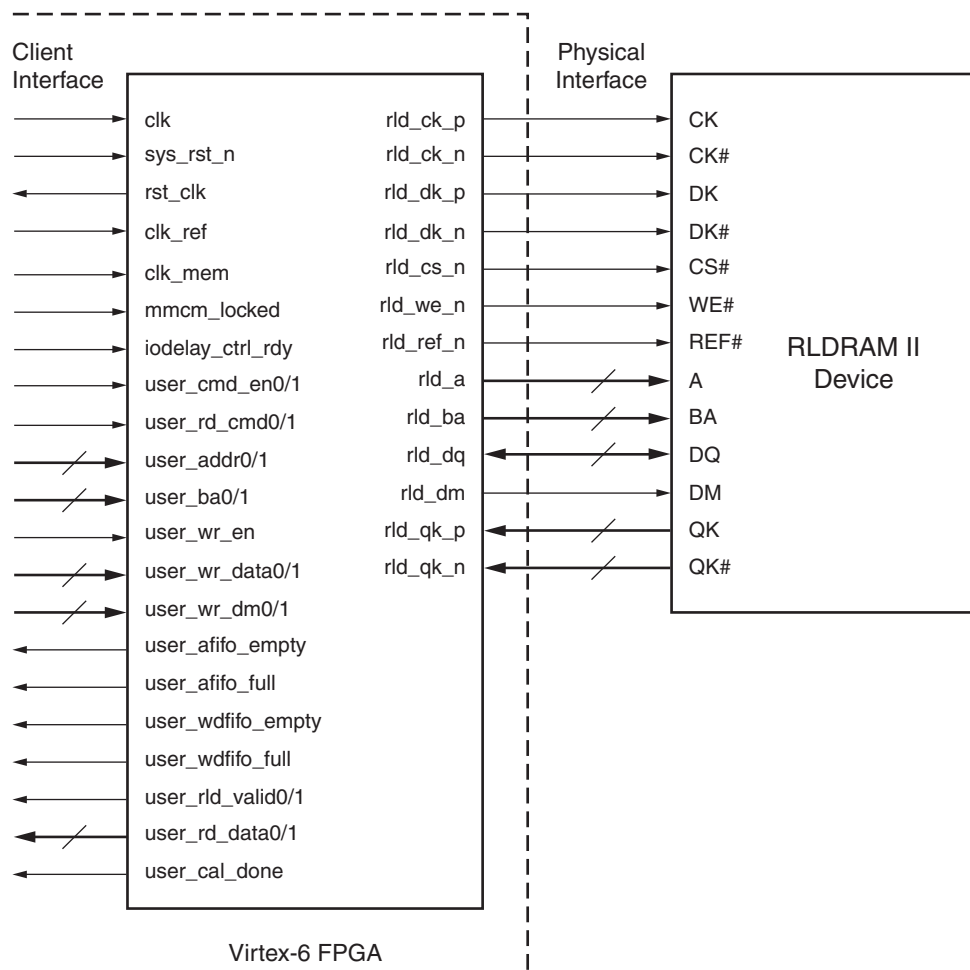 Client
Interface
Physical
Interface
clk
sys_rst_n
rst_clk
clk_ref
clk_mem
mmcm_locked
iodelay_ctrl_rdy
user_cmd_en0/1
user_rd_cmd0/1
user_addr0/1
user_ba0/1
user_wr_en
user_wr_data0/1
user_wr_dm0/1
user_afifo_empty
user_afifo_full
user_wdfifo_empty
user_wdfifo_full
user_rld_valid0/1
user_rd_data0/1
user_cal_done
rld_ck_p
rld_ck_n
rld_dk_p
rld_dk_n
rld_cs_n
rld_we_n
rld_ref_n
rld_a
rld_ba
rld_dq
rld_dm
rld_qk_p
rld_qk_n
CK
CK#
DK
DK#
CS#
WE#
REF#
A
BA
DQ
DM
QK
QK#
RLDRAM II
Device
Virtex-6 FPGA